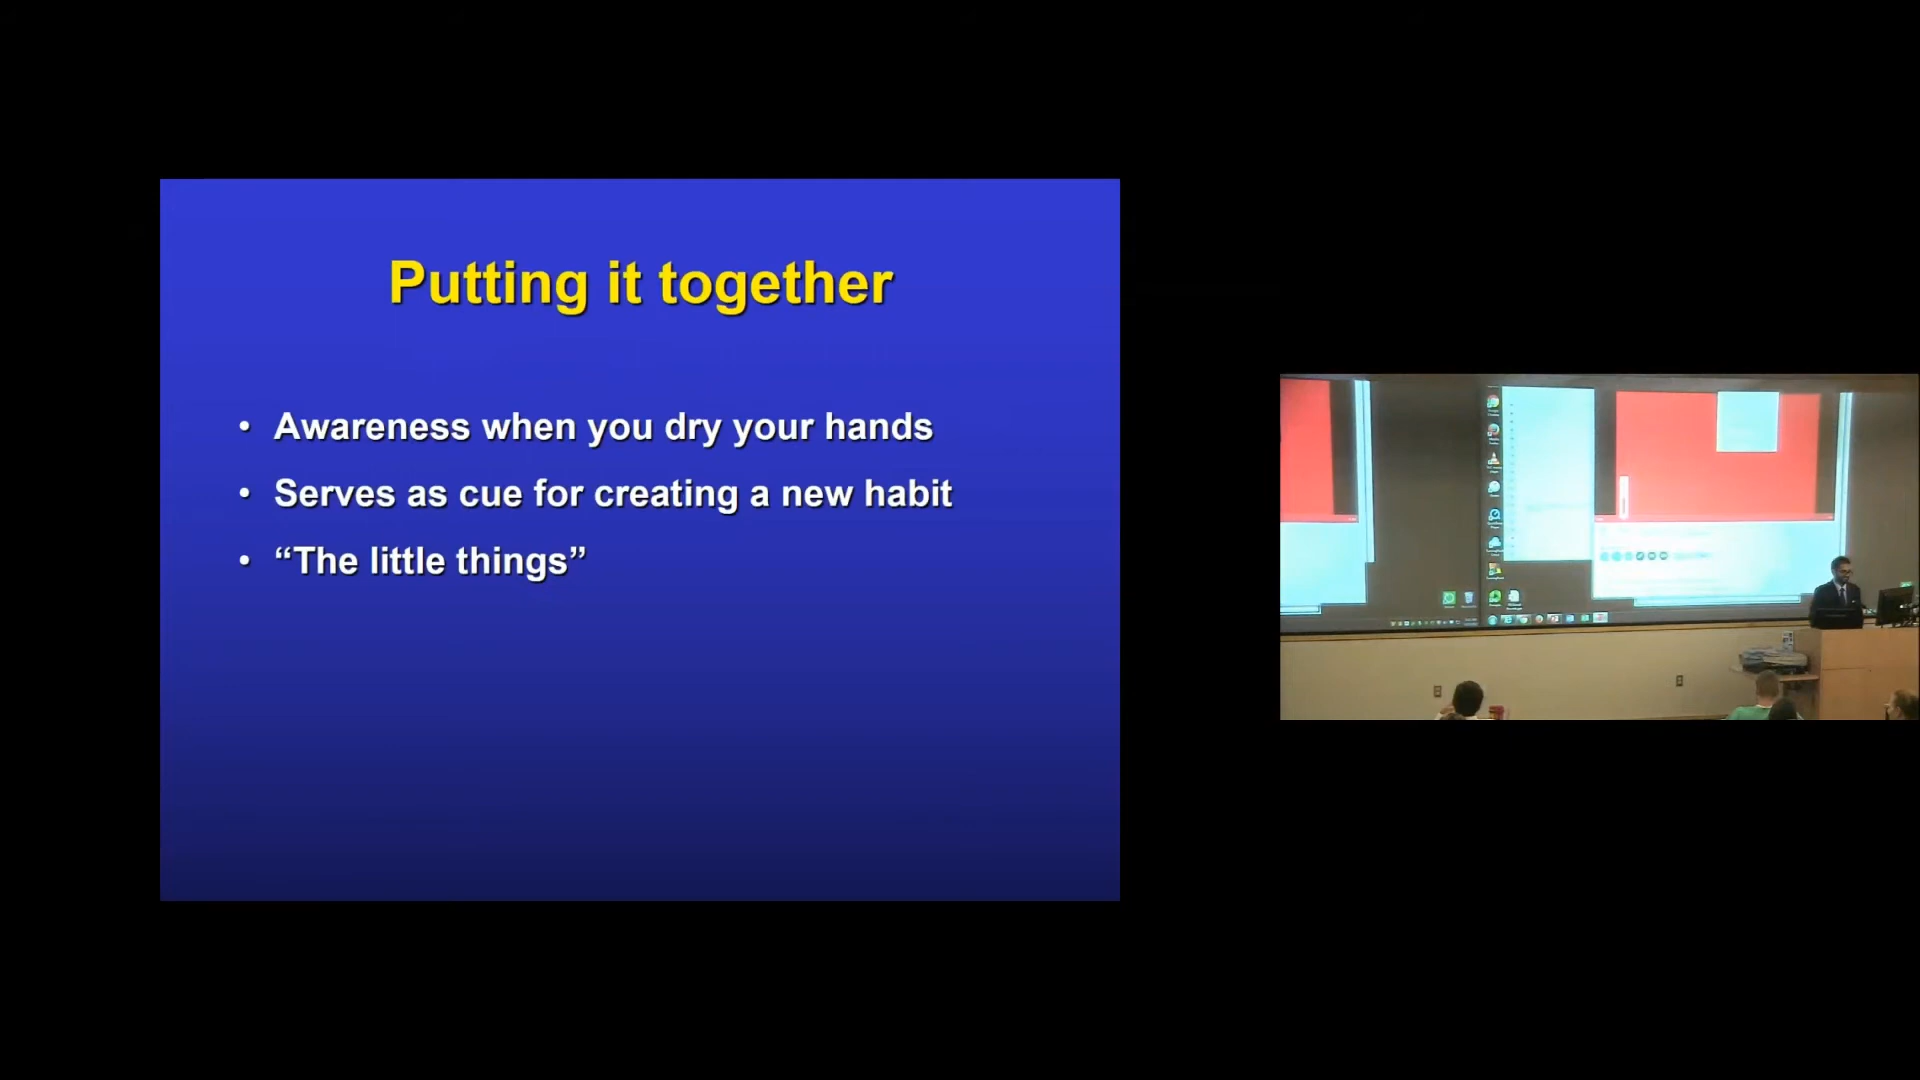 Putting it together
• Awareness when you dry your hands
• Serves as cue for creating a new habit
• “The little things”